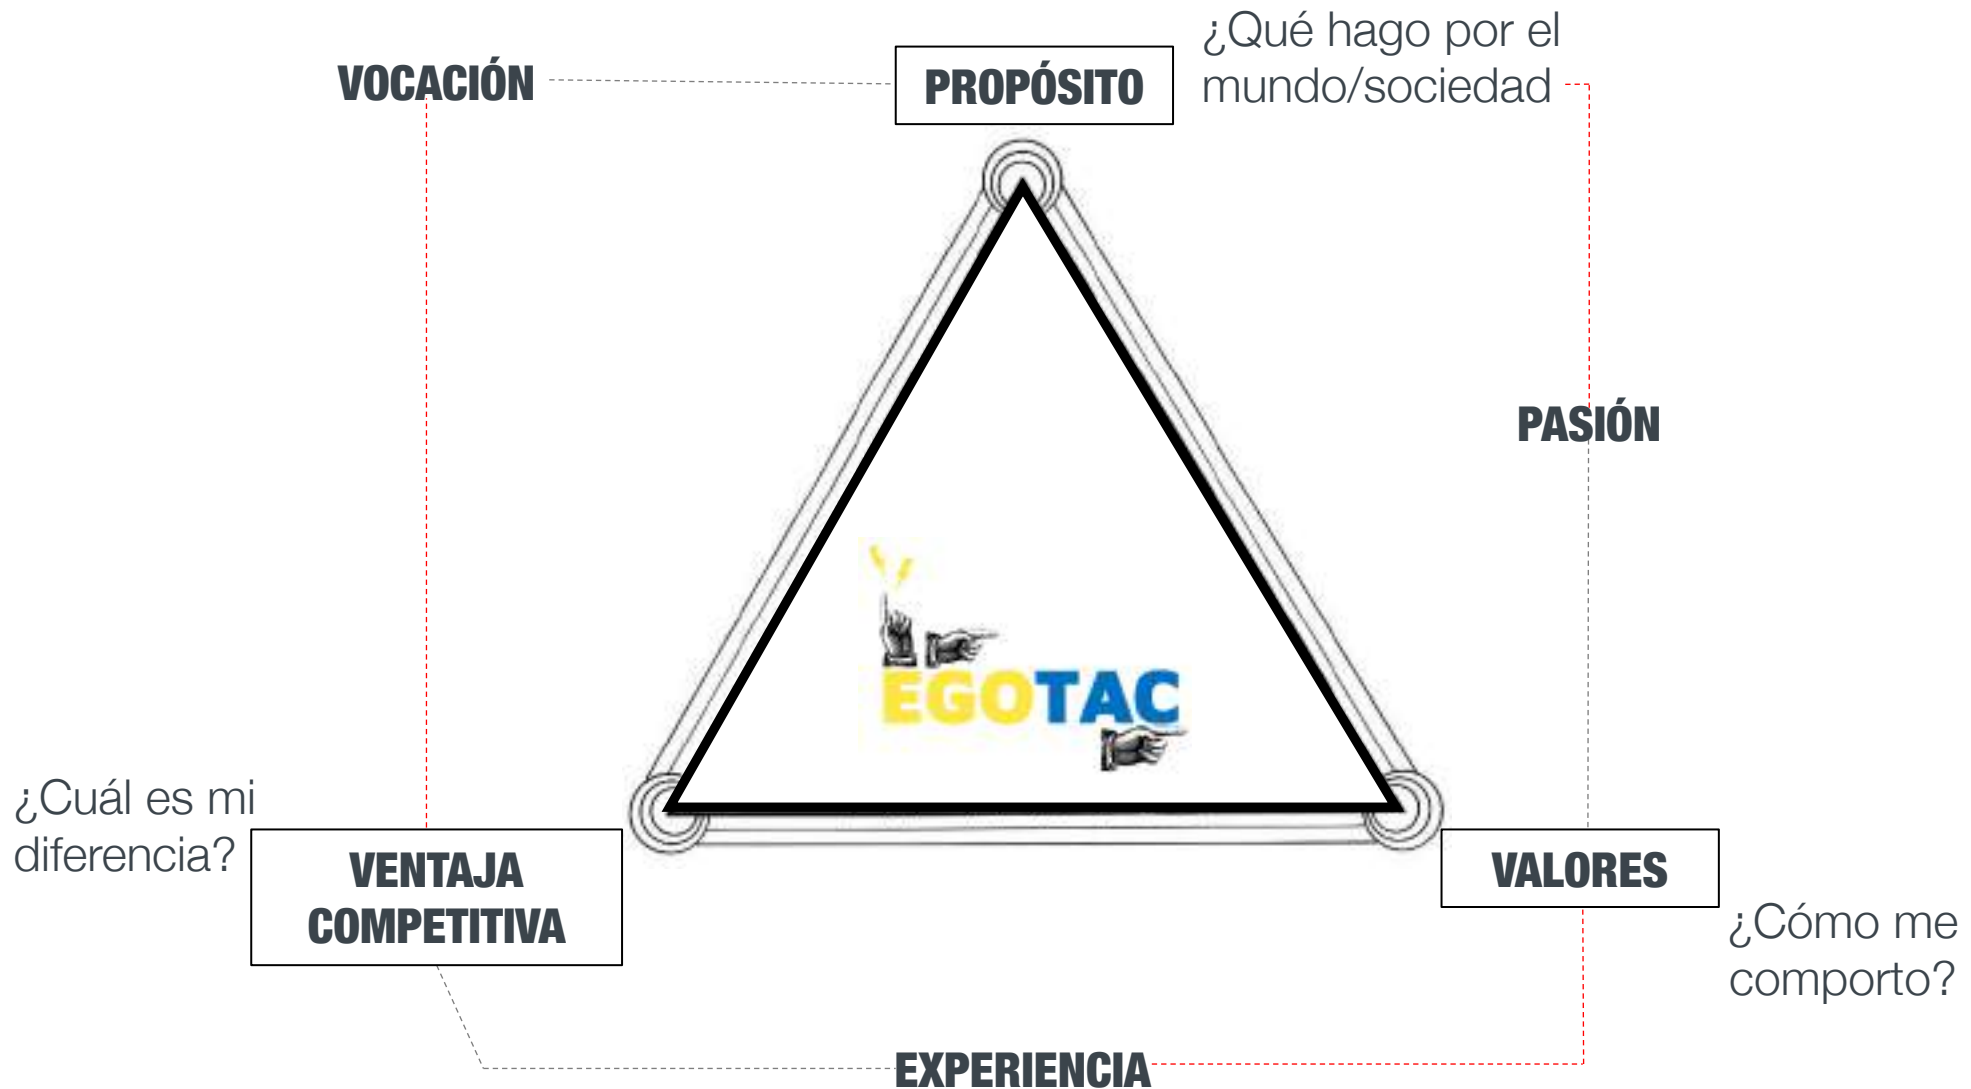 ¿Qué hago por el
mundo/sociedad
VOCACIÓN
PROPÓSITO
PASIÓN
EGOTAC
¿Cuál es mi
diferencia?
VENTAJA
COMPETITIVA
VALORES
¿Cómo me
comporto?
EXPERIENCIA